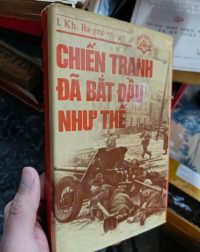 I. Kh. Ba-gra-mi-an
CHIẾN TRANH
ĐÃ BẮT ĐẦU
NHƯ THẾ